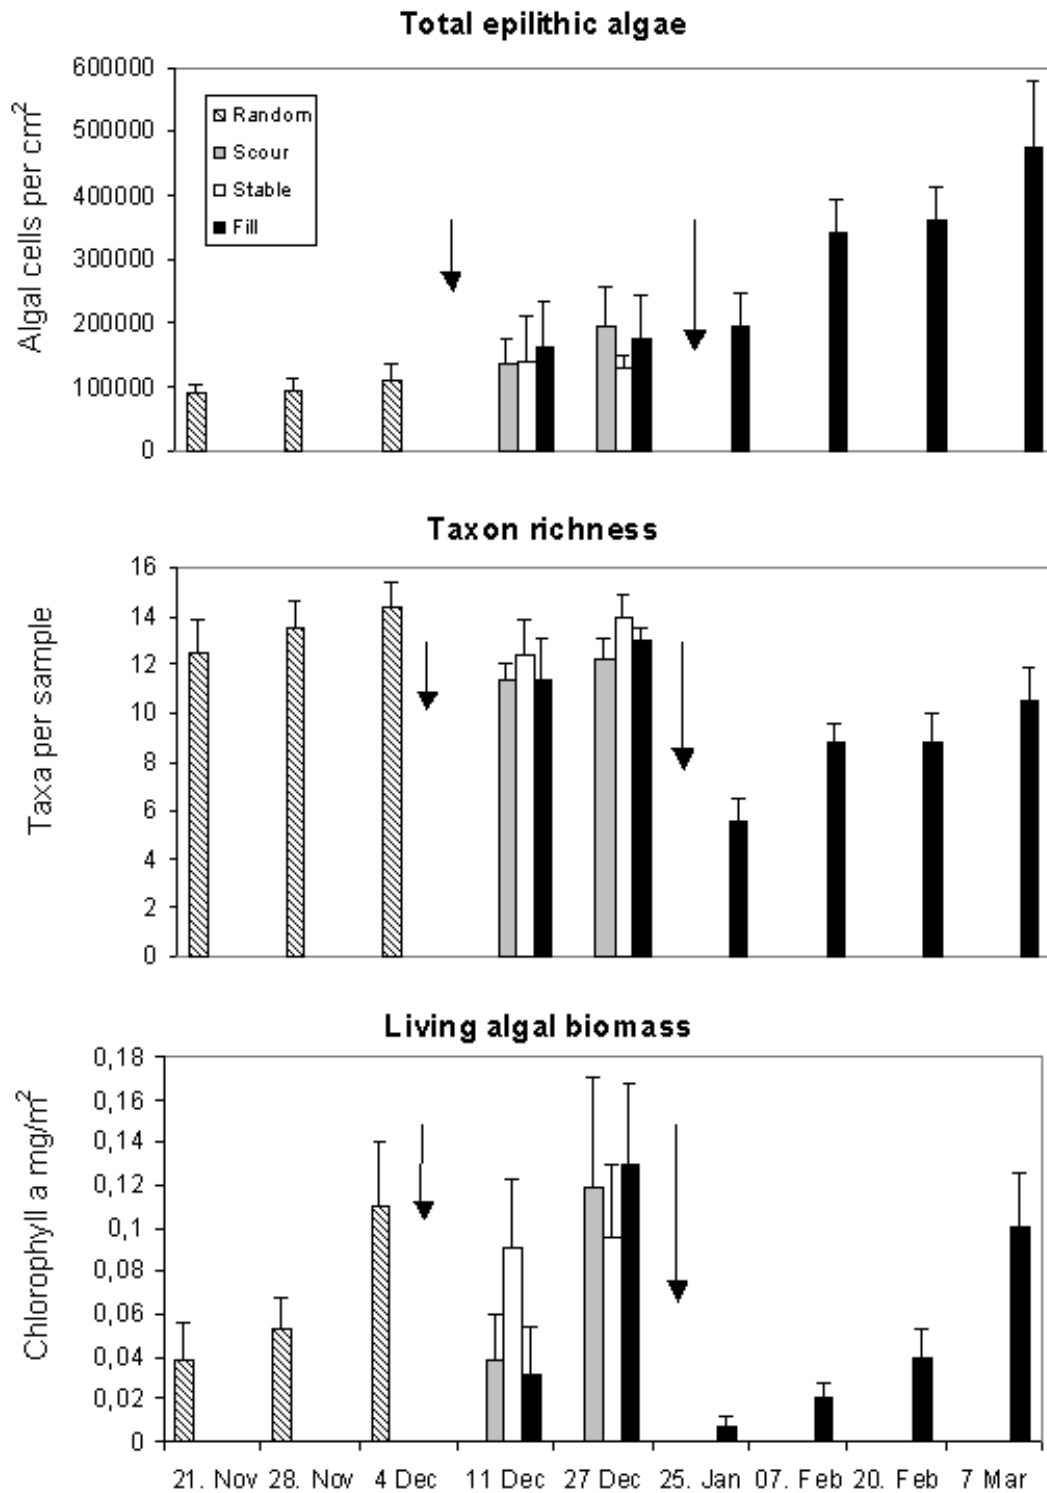 Total epilithic algae
Algal cells per cm²
600000
500000
400000
300000
200000
100000
0
Random
Scour
Stable
Fill
Taxon richness
Taxa per sample
16
14
12
10
8
6
4
2
0
Living algal biomass
Chlorophyll a mg/m²
0,18
0,16
0,14
0,12
0,1
0,08
0,06
0,04
0,02
0
21. Nov 28. Nov 4 Dec 11 Dec 27 Dec 25. Jan 07. Feb 20. Feb 7 Mar